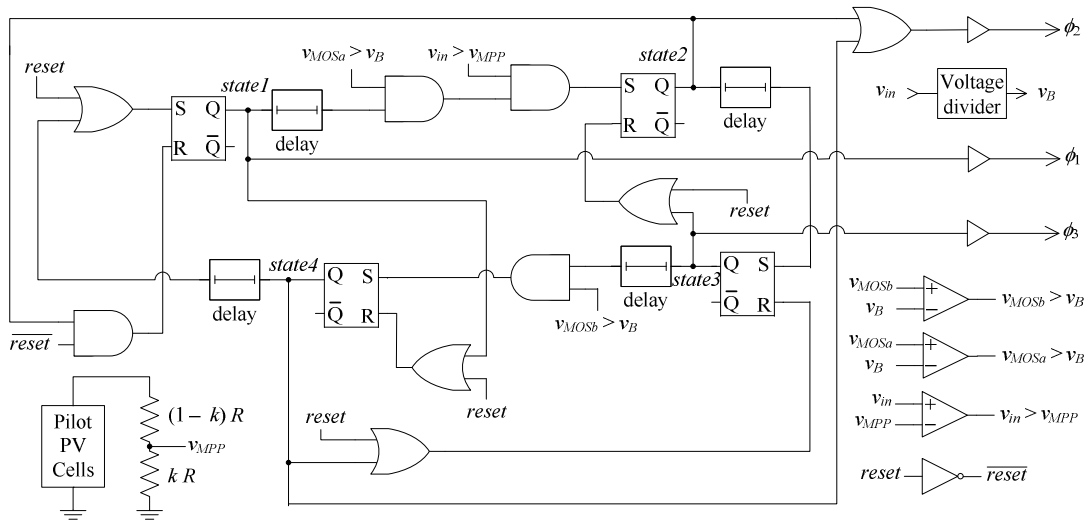 reset
state1
S Q
R Q̅
delay
v_MOSa > v_B
v_in > v_MPP
state2
S Q
R Q̅
delay
ϕ2
v_in
Voltage
divider
v_B
ϕ1
reset
ϕ3
state4
delay
Q S
Q̅ R
v_MOSb > v_B
delay
state3
Q S
Q̅ R
r̅e̅s̅e̅t̅
reset
reset
Pilot
PV
Cells
(1 − k) R
v_MPP
k R
v_MOSb
+
v_B
−
v_MOSb > v_B
v_MOSa
+
v_B
−
v_MOSa > v_B
v_in
+
v_MPP
−
v_in > v_MPP
reset
r̅e̅s̅e̅t̅